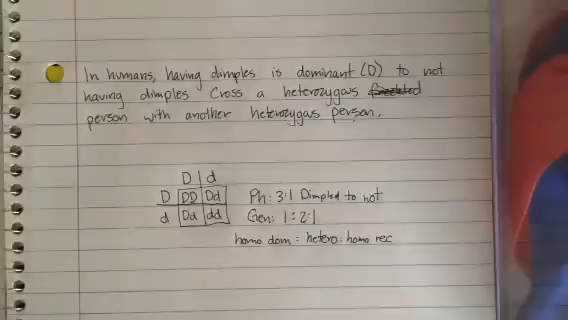 In humans, having dimples is dominant (D) to not
having dimples. Cross a heterozygous person
person with another heterozygous person.
D d
D DD Dd Ph: 3:1 Dimpled to not
d Dd dd Gen: 1:2:1
homo dom : hetero : homo rec